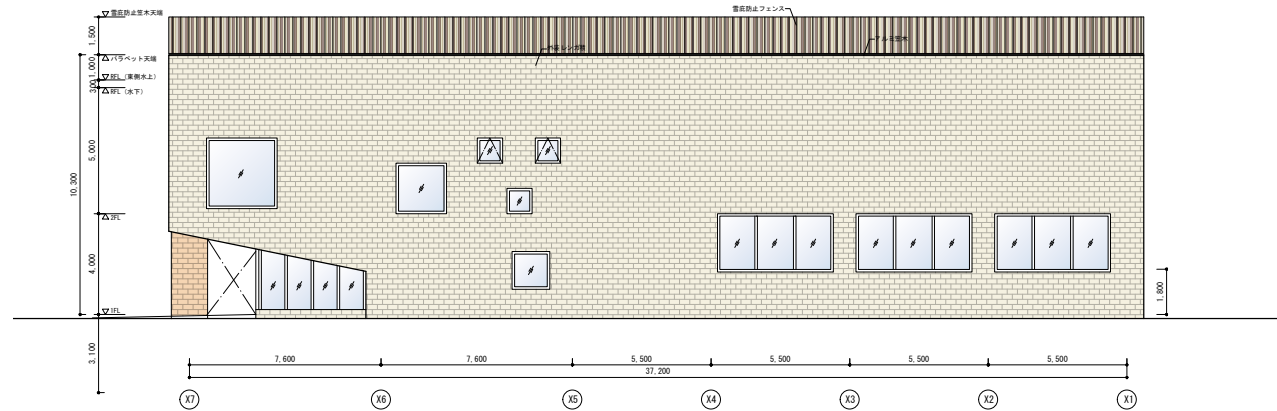 ▽雪庇防止笠木天端
雪庇防止フェンス
1,500
外装レンガ積
アルミ笠木
△パラペット天端
1,000
▽RFL（東側水上）
300
△RFL（水下）
5,000
10,300
△2FL
4,000
1,800
▽1FL
3,100
7,600
7,600
5,500
5,500
5,500
5,500
37,200
X7
X6
X5
X4
X3
X2
X1